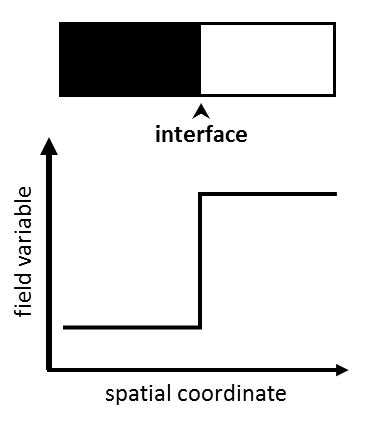 interface
field variable
spatial coordinate